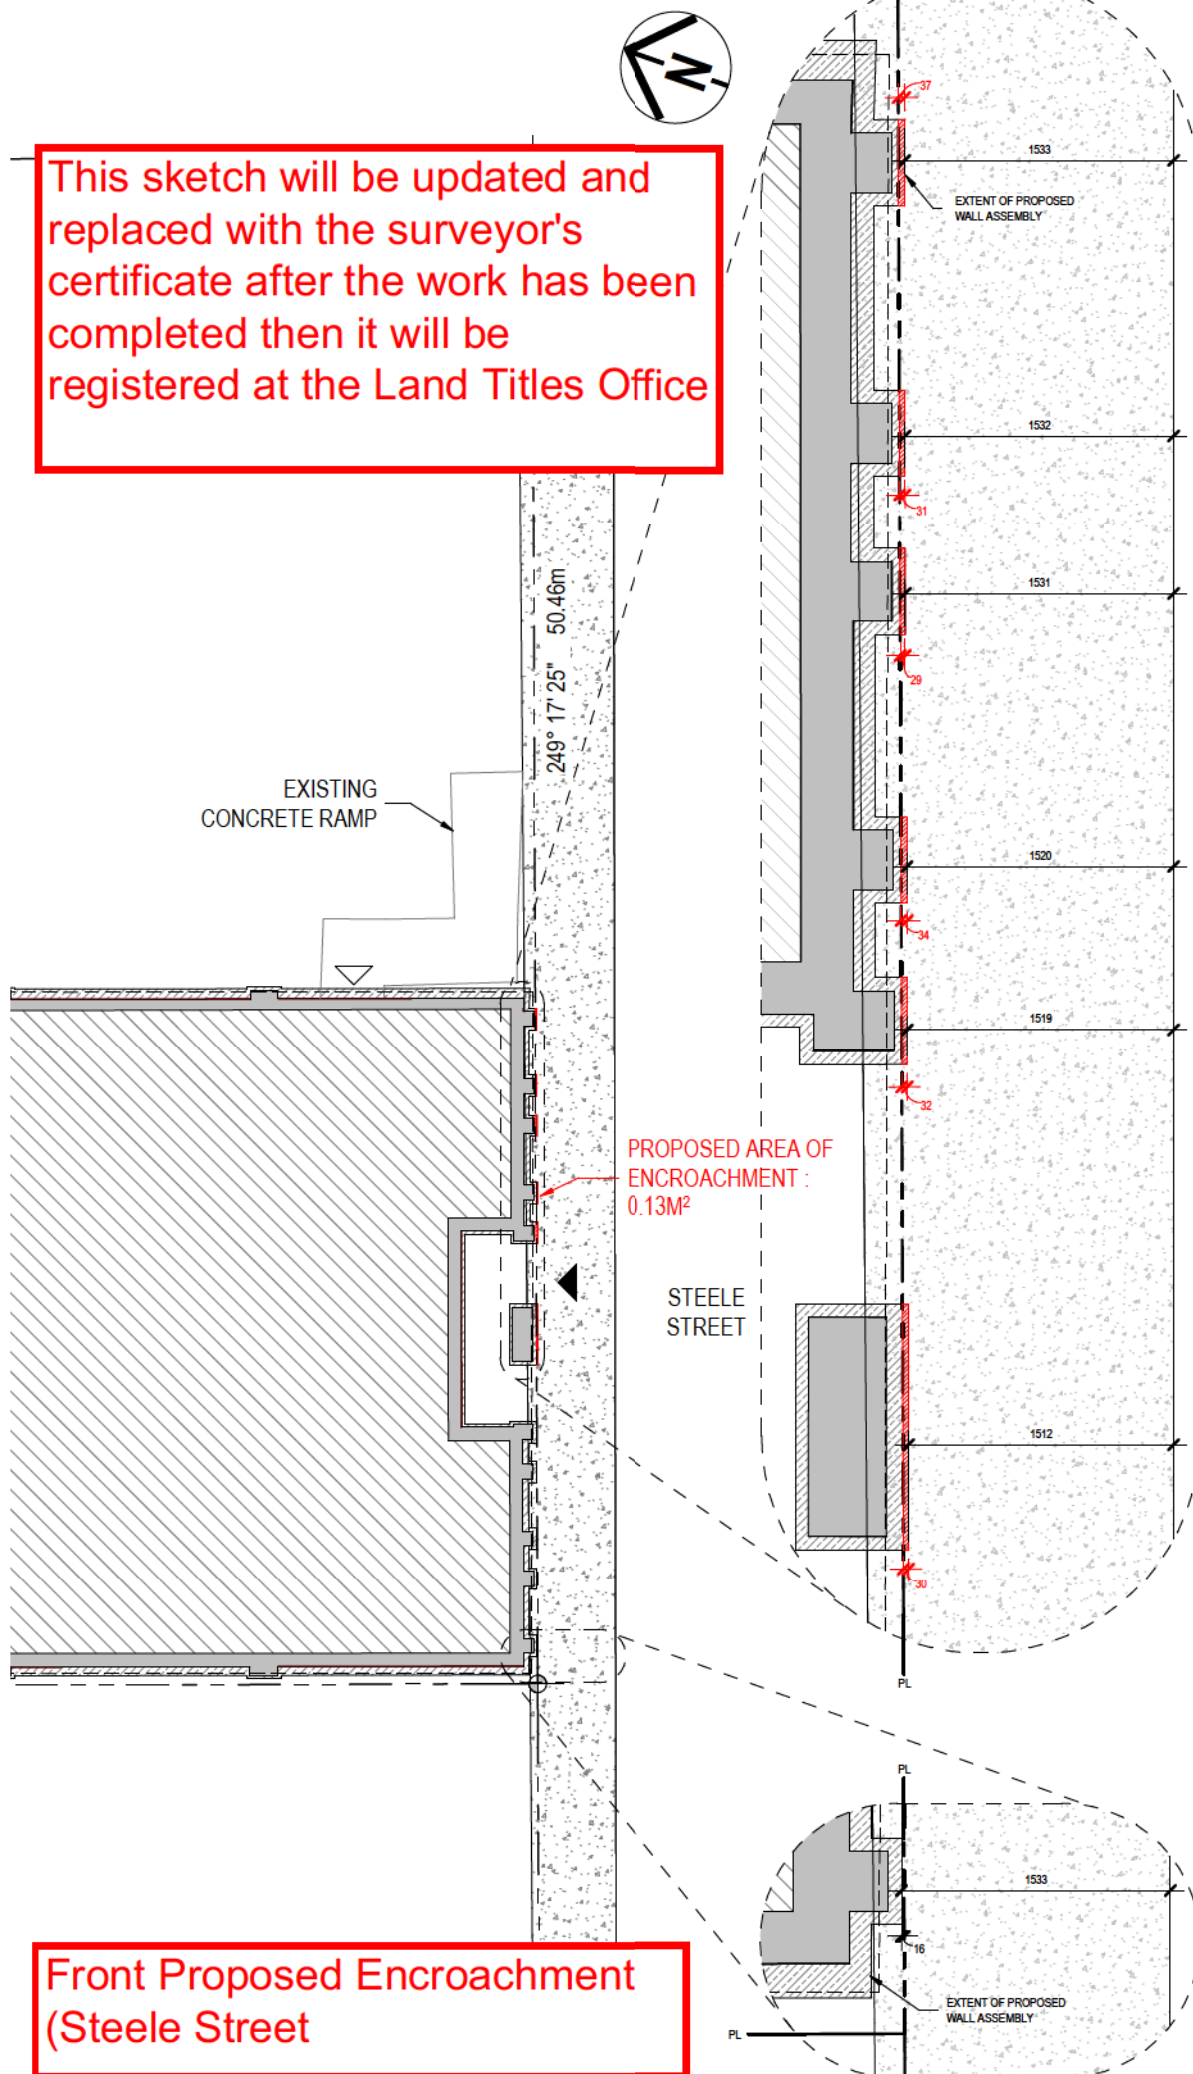 N
This sketch will be updated and
replaced with the surveyor's
certificate after the work has been
completed then it will be
registered at the Land Titles Office
37
1533
EXTENT OF PROPOSED
WALL ASSEMBLY
1532
31
1531
29
249° 17' 25" 50.46m
EXISTING
CONCRETE RAMP
1520
34
1519
32
PROPOSED AREA OF
ENCROACHMENT :
0.13M²
STEELE
STREET
1512
30
PL
PL
1533
16
EXTENT OF PROPOSED
WALL ASSEMBLY
PL
Front Proposed Encroachment
(Steele Street